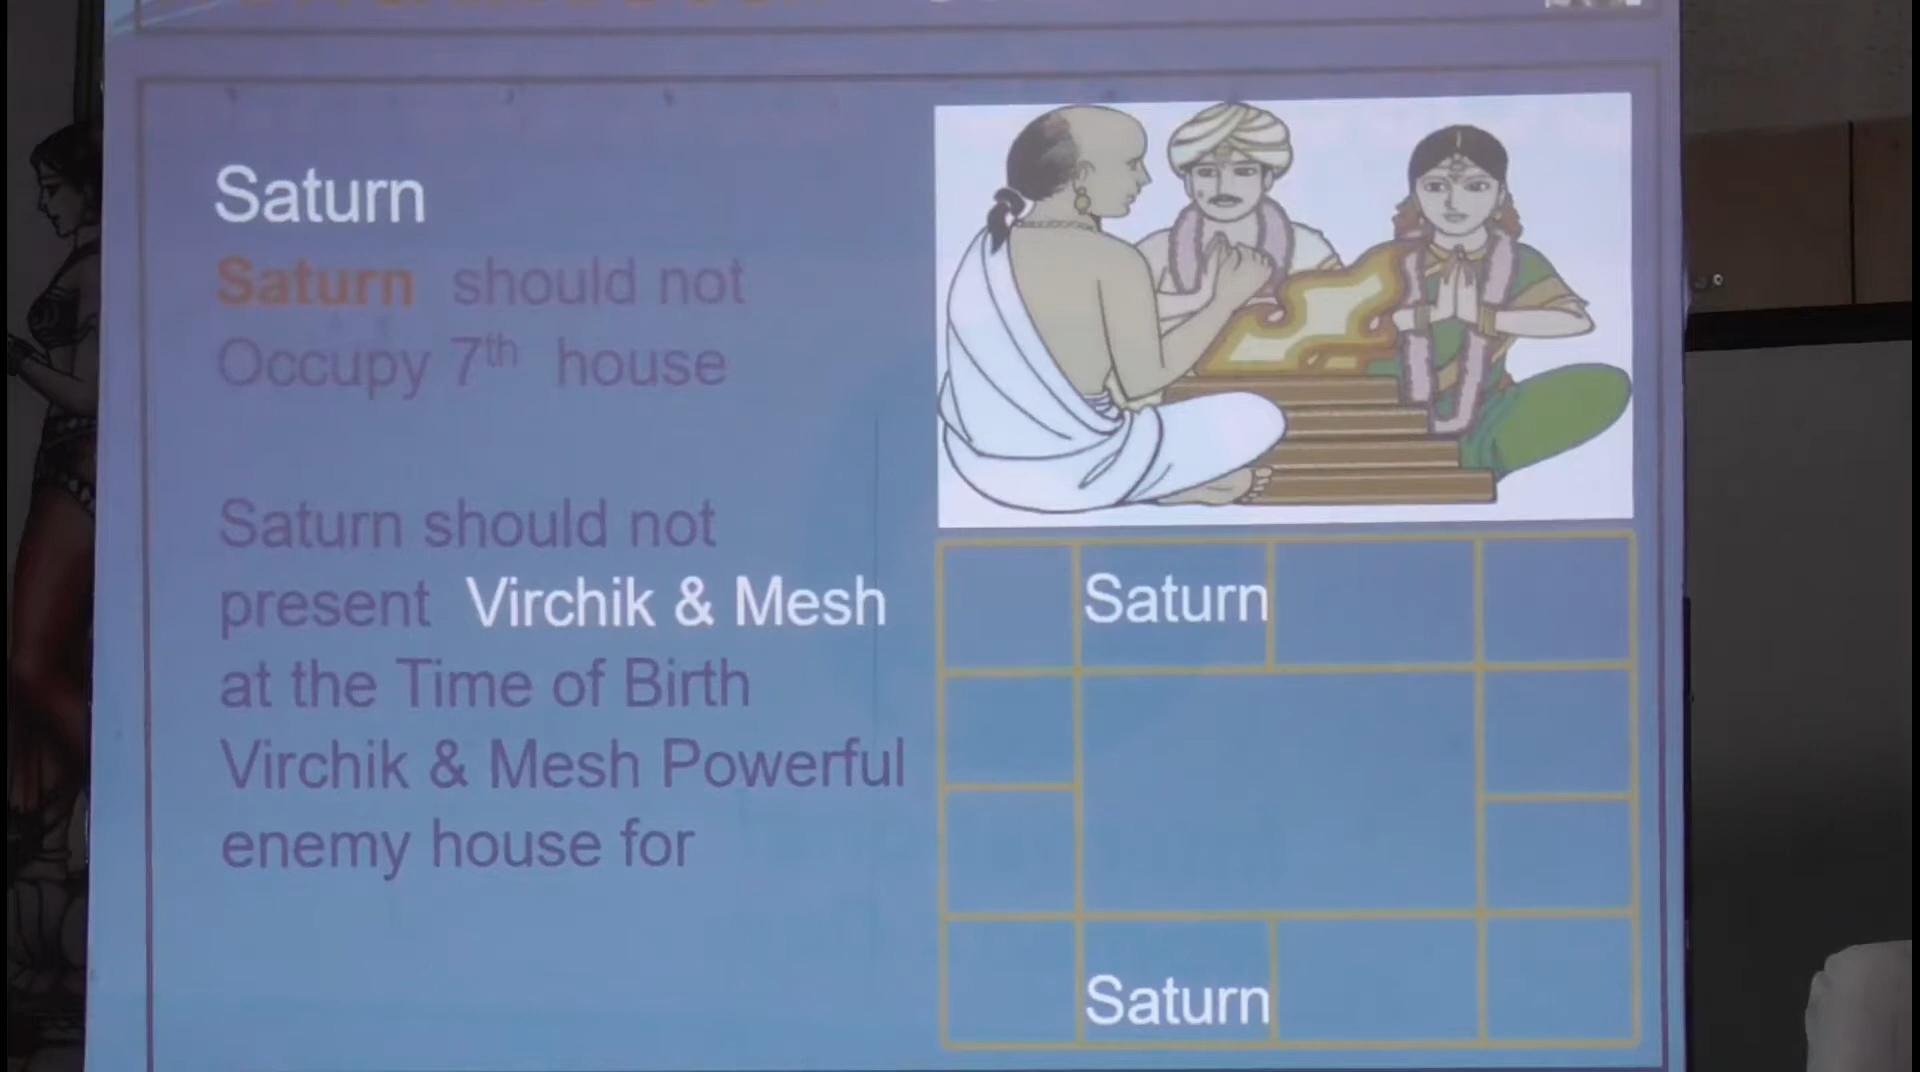 Saturn
Saturn should not
Occupy 7th house
Saturn should not
present Virchik & Mesh
at the Time of Birth
Virchik & Mesh Powerful
enemy house for
Saturn
Saturn